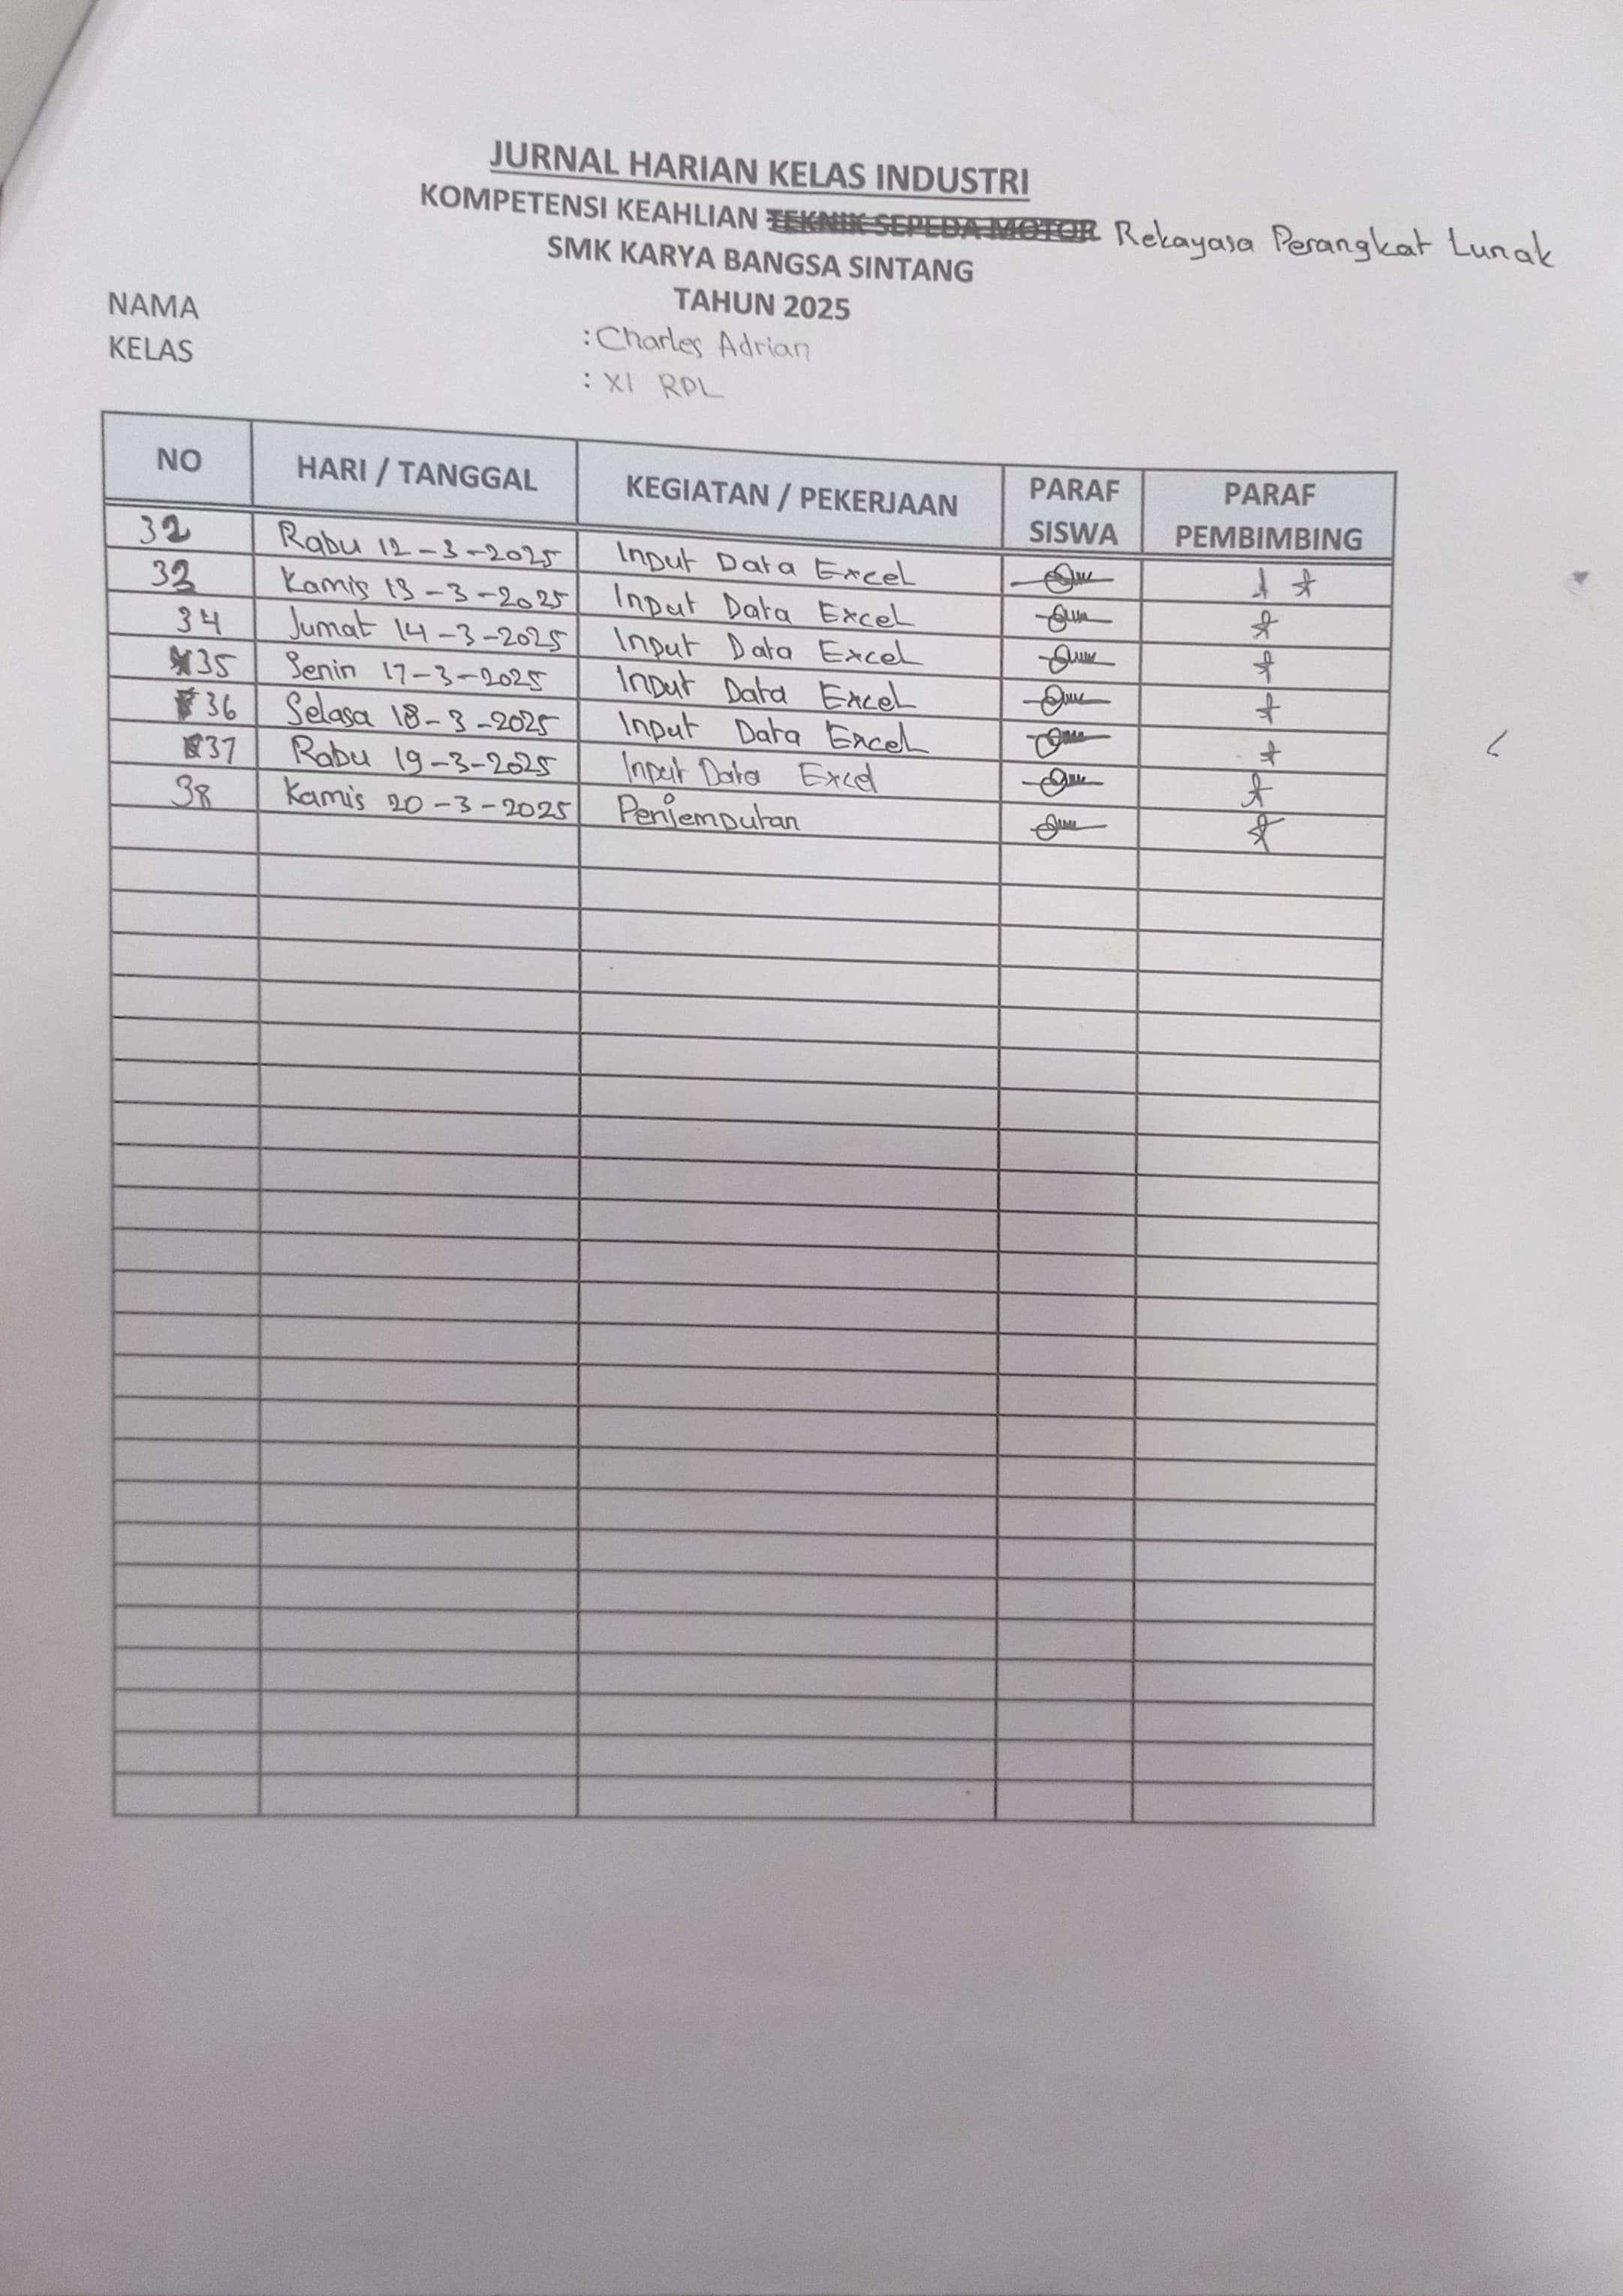 JURNAL HARIAN KELAS INDUSTRI
KOMPETENSI KEAHLIAN TEKNIK SEPEDA MOTOR Rekayasa Perangkat Lunak
SMK KARYA BANGSA SINTANG
TAHUN 2025
NAMA : Charles Adrian
KELAS : XI RPL
NO HARI / TANGGAL KEGIATAN / PEKERJAAN PARAF SISWA PARAF PEMBIMBING
32 Rabu 12-3-2025 Input Data Excel
33 Kamis 13-3-2025 Input Data Excel
34 Jumat 14-3-2025 Input Data Excel
35 Senin 17-3-2025 Input Data Excel
36 Selasa 18-3-2025 Input Data Excel
37 Rabu 19-3-2025 Input Data Excel
38 Kamis 20-3-2025 Penjemputan